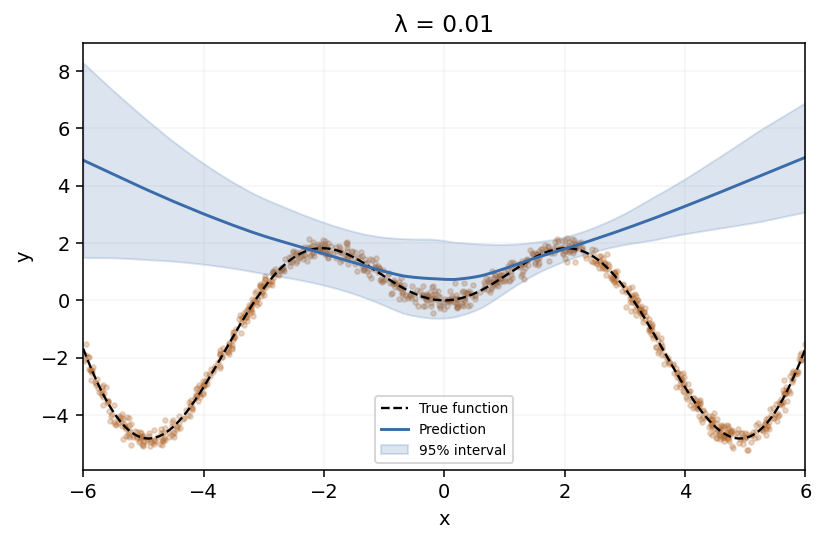 λ = 0.01
y
8
6
4
2
0
−2
−4
True function
Prediction
95% interval
−6 −4 −2 0 2 4 6
x